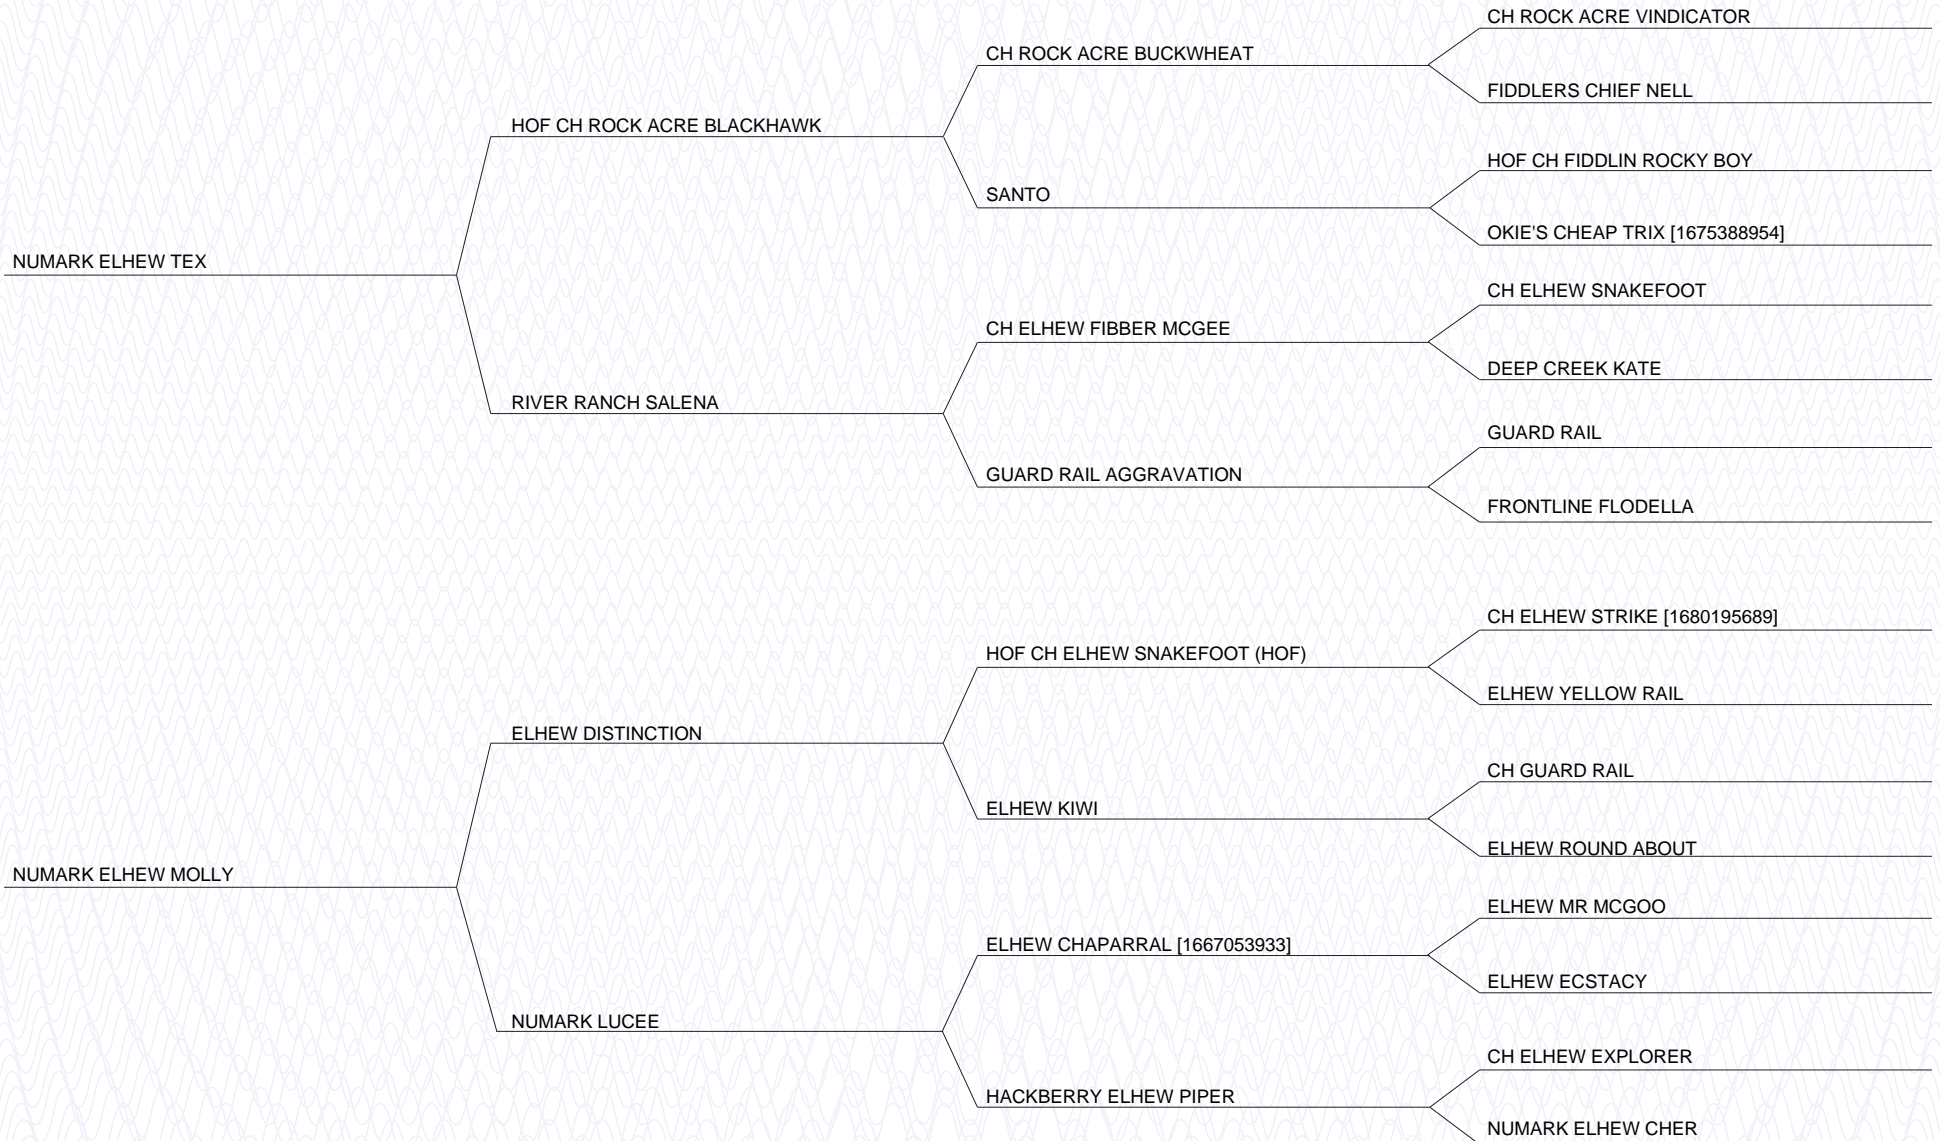 CH ROCK ACRE VINDICATOR
CH ROCK ACRE BUCKWHEAT
FIDDLERS CHIEF NELL
HOF CH ROCK ACRE BLACKHAWK
HOF CH FIDDLIN ROCKY BOY
SANTO
OKIE'S CHEAP TRIX [1675388954]
NUMARK ELHEW TEX
CH ELHEW SNAKEFOOT
CH ELHEW FIBBER MCGEE
DEEP CREEK KATE
RIVER RANCH SALENA
GUARD RAIL
GUARD RAIL AGGRAVATION
FRONTLINE FLODELLA
CH ELHEW STRIKE [1680195689]
HOF CH ELHEW SNAKEFOOT (HOF)
ELHEW YELLOW RAIL
ELHEW DISTINCTION
CH GUARD RAIL
ELHEW KIWI
ELHEW ROUND ABOUT
NUMARK ELHEW MOLLY
ELHEW MR MCGOO
ELHEW CHAPARRAL [1667053933]
ELHEW ECSTACY
NUMARK LUCEE
CH ELHEW EXPLORER
HACKBERRY ELHEW PIPER
NUMARK ELHEW CHER